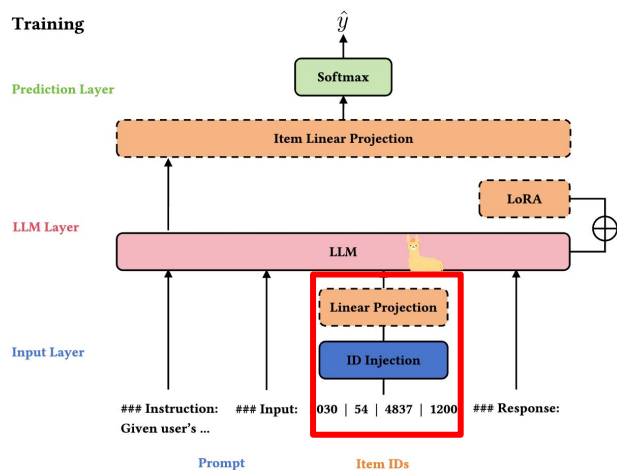 Training
ŷ
Softmax
Prediction Layer
Item Linear Projection
LoRA
LLM Layer
LLM
Linear Projection
Input Layer
ID Injection
### Instruction:
Given user's ...
### Input:
030 | 54 | 4837 | 1200
### Response:
Prompt
Item IDs